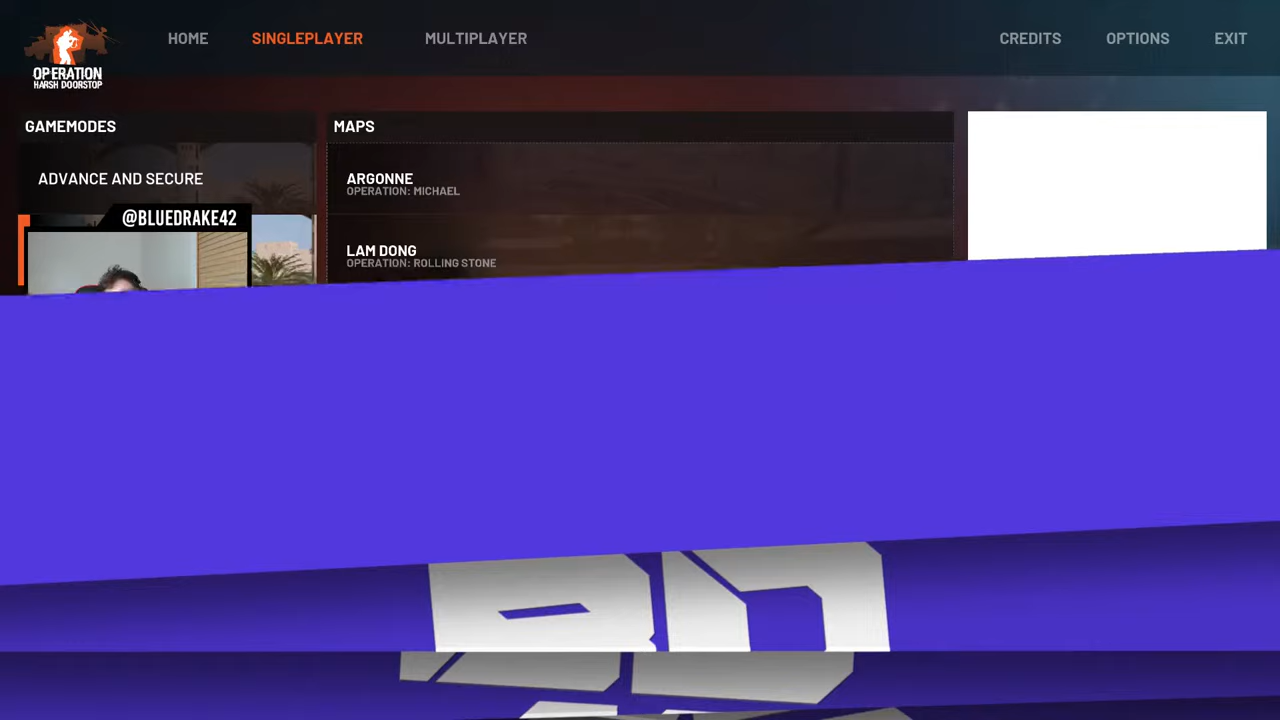 OPERATION
HARSH DOORSTOP
HOME
SINGLEPLAYER
MULTIPLAYER
CREDITS
OPTIONS
EXIT
GAMEMODES
MAPS
ADVANCE AND SECURE
ARGONNE
OPERATION: MICHAEL
@BLUEDRAKE42
LAM DONG
OPERATION: ROLLING STONE